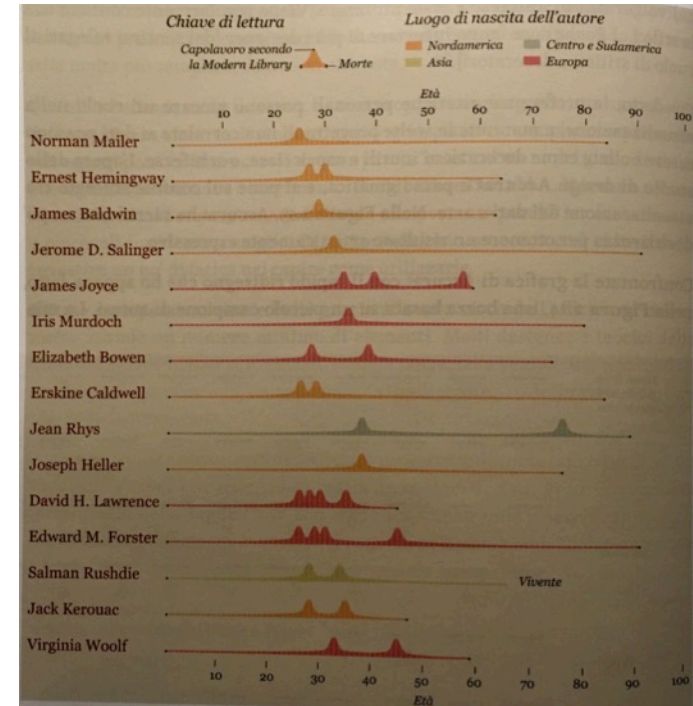 Chiave di lettura
Luogo di nascita dell'autore
Capolavoro secondo
la Modern Library
Morte
Nordamerica
Centro e Sudamerica
Asia
Europa
Età
10 20 30 40 50 60 70 80 90 100
Norman Mailer
Ernest Hemingway
James Baldwin
Jerome D. Salinger
James Joyce
Iris Murdoch
Elizabeth Bowen
Erskine Caldwell
Jean Rhys
Joseph Heller
David H. Lawrence
Edward M. Forster
Salman Rushdie
Vivente
Jack Kerouac
Virginia Woolf
10 20 30 40 50 60 70 80 90 100
Età